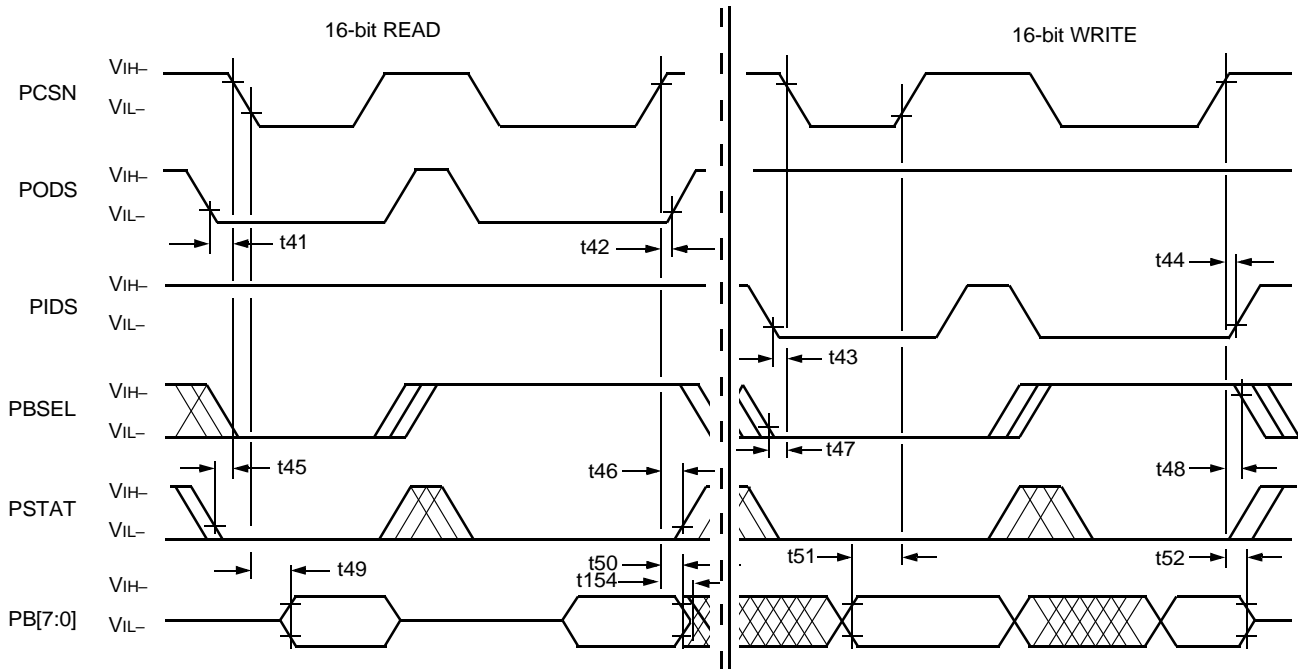 16-bit READ
16-bit WRITE
PCSN
VIH–
VIL–
PODS
VIH–
VIL–
t41
t42
PIDS
VIH–
VIL–
t44
t43
PBSEL
VIH–
VIL–
t45
t46
t47
t48
PSTAT
VIH–
VIL–
t49
t50
t154
t51
t52
PB[7:0]
VIH–
VIL–